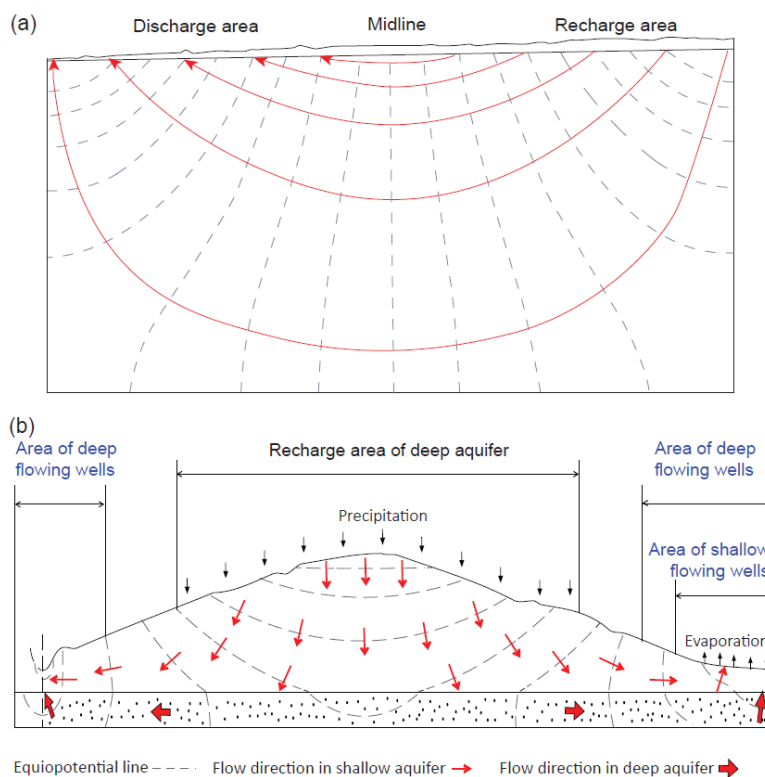 (a)
Discharge area Midline Recharge area
(b)
Area of deep
flowing wells
Recharge area of deep aquifer
Area of deep
flowing wells
Precipitation
Area of shallow
flowing wells
Evaporation
Equiopotential line Flow direction in shallow aquifer Flow direction in deep aquifer